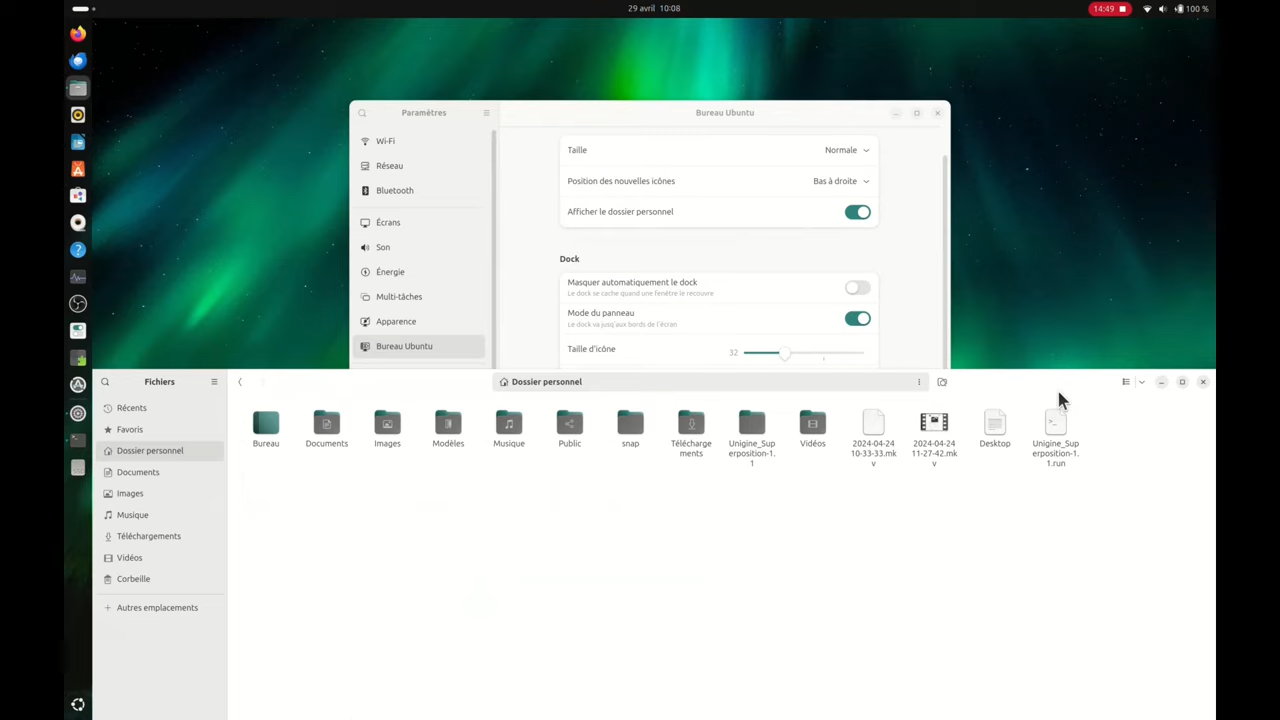 29 avril 10:08
14:49
100 %
Paramètres
Bureau Ubuntu
Wi-Fi
Réseau
Bluetooth
Écrans
Son
Énergie
Multi-tâches
Apparence
Bureau Ubuntu
Taille
Normale
Position des nouvelles icônes
Bas à droite
Afficher le dossier personnel
Dock
Masquer automatiquement le dock
Le dock se cache quand une fenêtre le recouvre
Mode du panneau
Le dock va jusqu'aux bords de l'écran
Taille d'icône
32
Fichiers
Dossier personnel
Récents
Favoris
Dossier personnel
Documents
Images
Musique
Téléchargements
Vidéos
Corbeille
Autres emplacements
Bureau
Documents
Images
Modèles
Musique
Public
snap
Télécharge
ments
Unigine_Sup
erposition-1.
1
Vidéos
2024-04-24
10-33-33.mk
v
2024-04-24
11-27-42.mk
v
Desktop
Unigine_Sup
erposition-1.
1.run